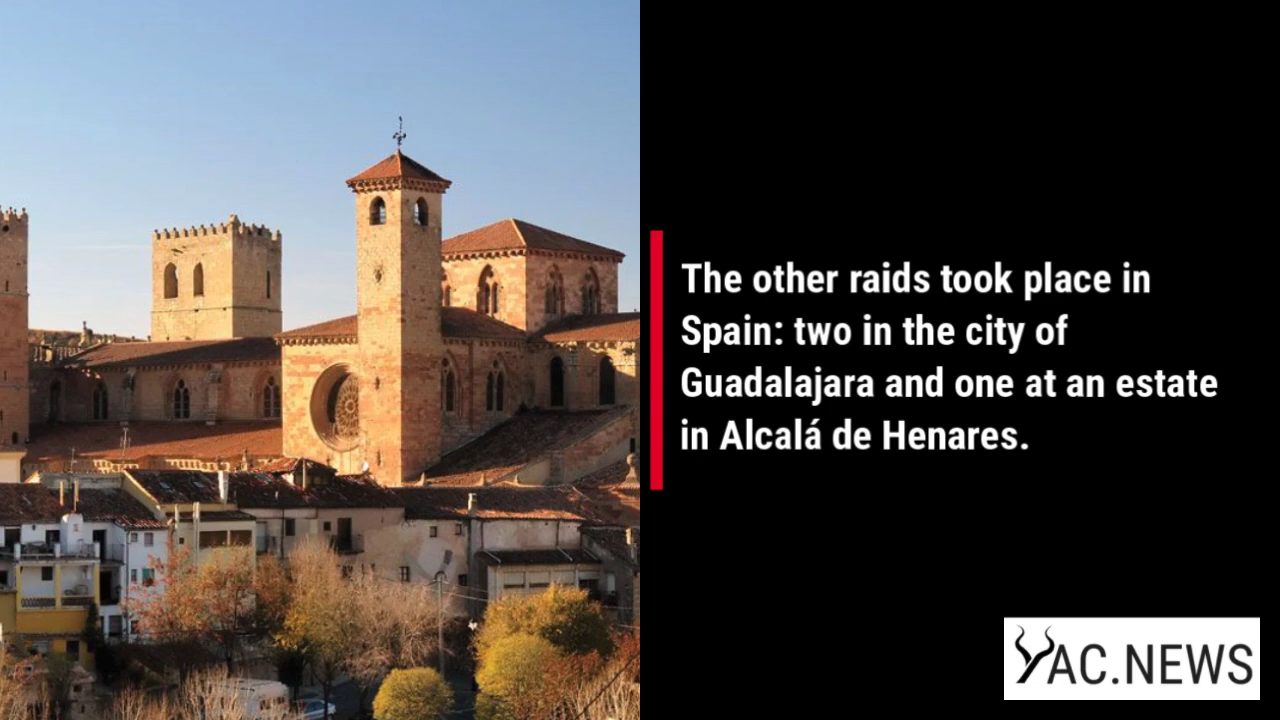 The other raids took place in
Spain: two in the city of
Guadalajara and one at an estate
in Alcalá de Henares.
YAC.NEWS